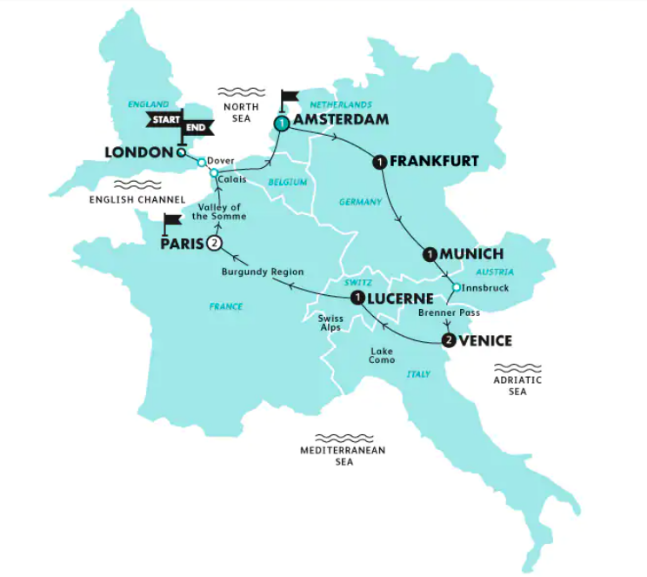 ENGLAND
NORTH
SEA
NETHERLANDS
START
END
1
AMSTERDAM
LONDON
Dover
Calais
1
FRANKFURT
BELGIUM
ENGLISH CHANNEL
Valley of
the Somme
GERMANY
PARIS
2
1
MUNICH
AUSTRIA
Burgundy Region
SWITZ
Innsbruck
1
LUCERNE
FRANCE
Brenner Pass
Swiss
Alps
2
VENICE
Lake
Como
ITALY
ADRIATIC
SEA
MEDITERRANEAN
SEA